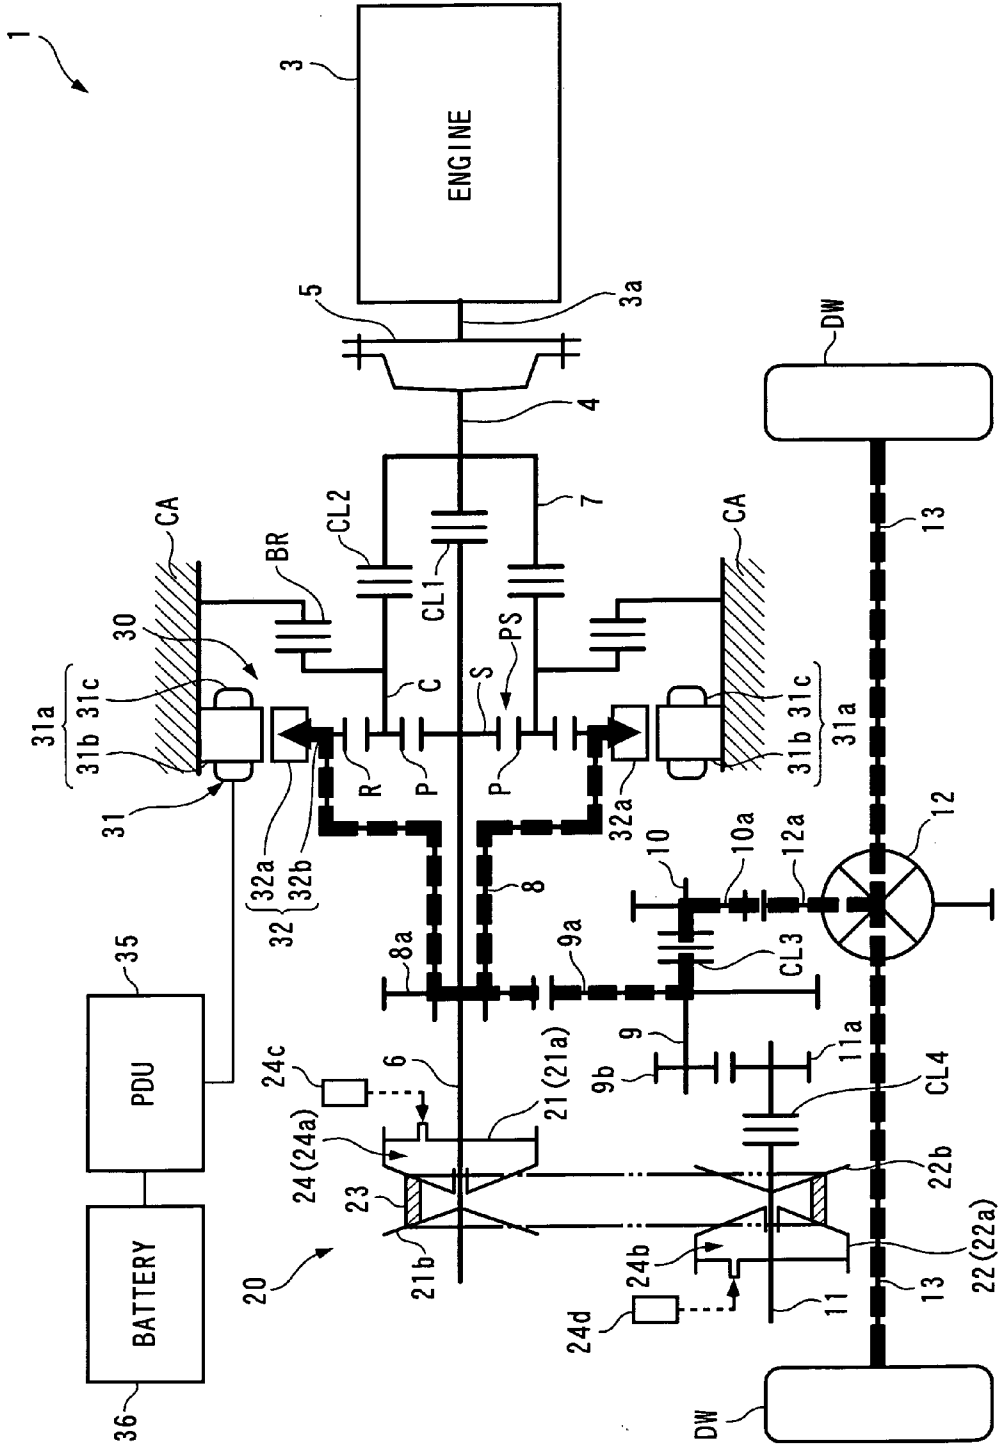 1
3
ENGINE
5
3a
4
DW
CA
BR
CL2
CL1
7
CA
13
30
31a
31b 31c
31
C
S
PS
R
P
P
32a
32b
32
32a
31b 31c
31a
35
PDU
8a
8
9a
10
10a
12a
12
CL3
6
24c
9
9b
11a
CL4
21(21a)
24(24a)
23
21b
20
BATTERY
36
24b
24d
11
22b
22(22a)
13
DW